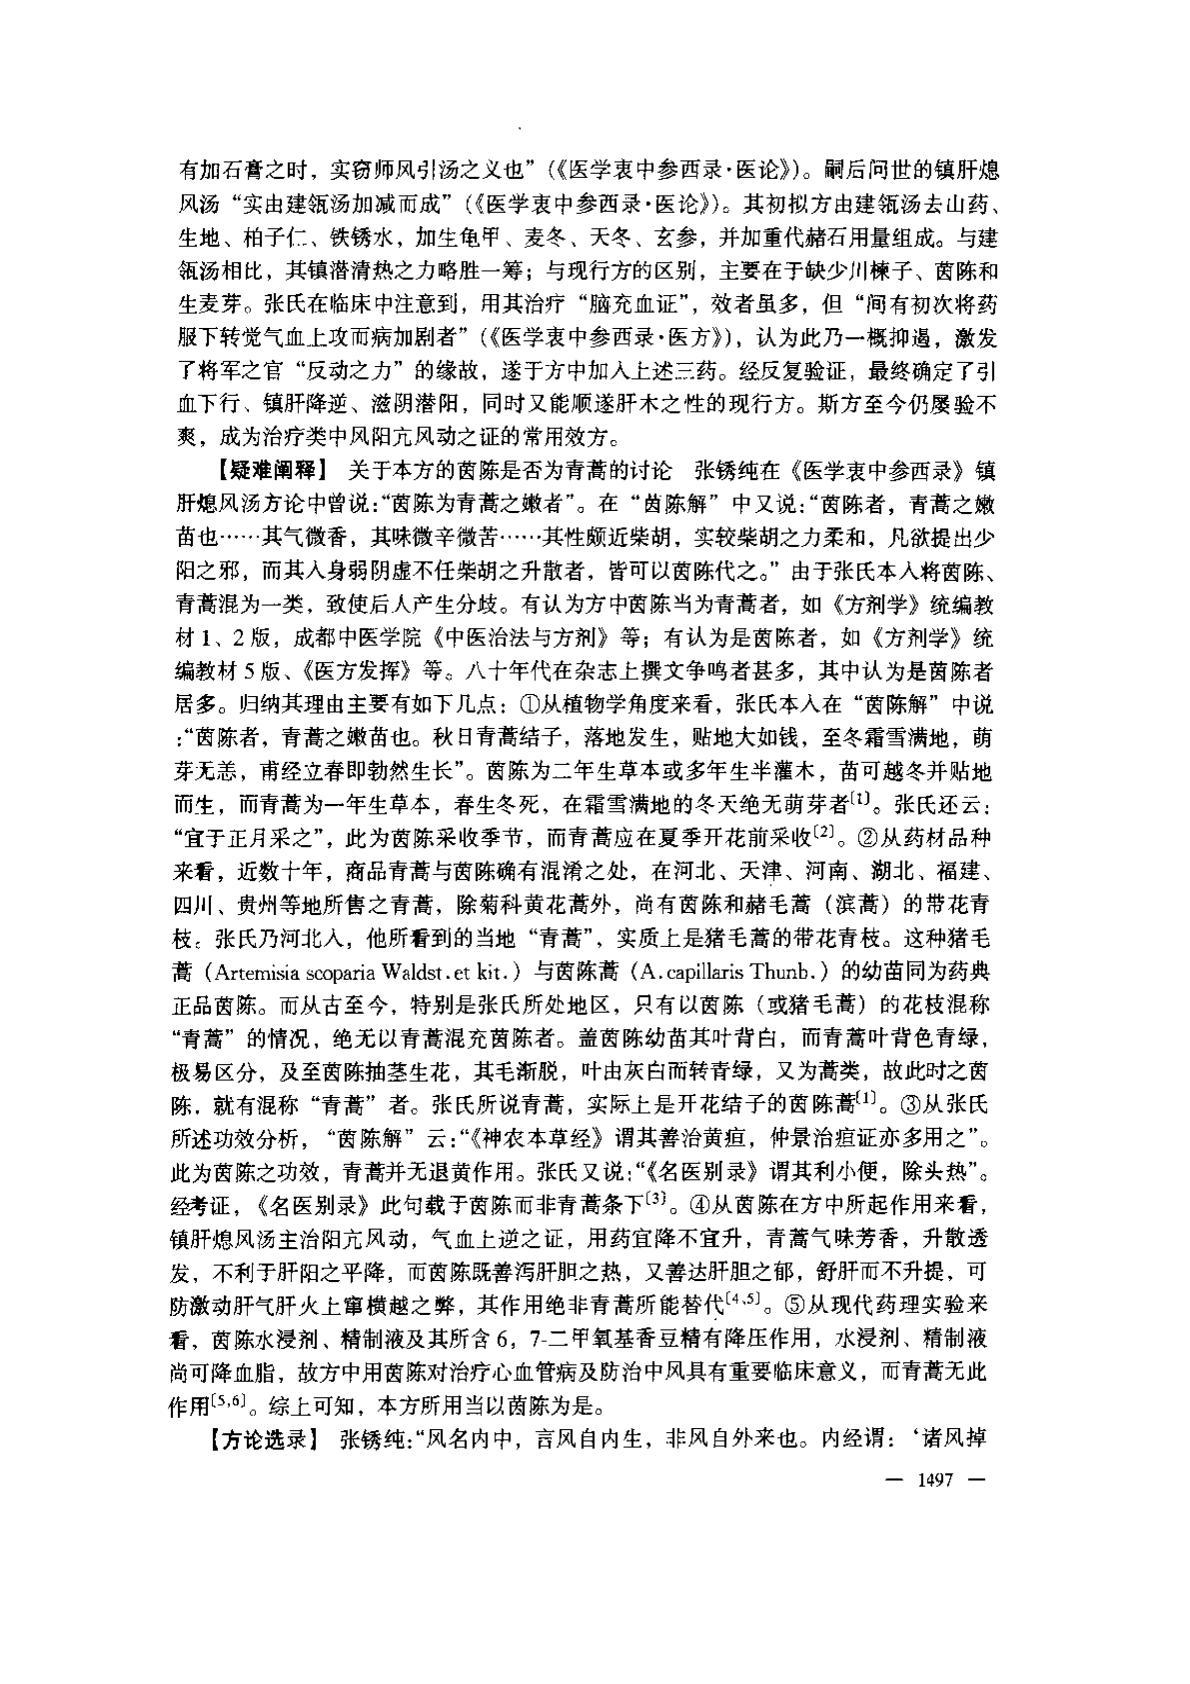 有加石膏之时，实窃师风引汤之义也”（《医学衷中参西录·医论》）。嗣后问世的镇肝熄
风汤“实由建瓴汤加减而成”（《医学衷中参西录·医论》）。其初拟方由建瓴汤去山药、
生地、柏子仁、铁锈水，加生龟甲、麦冬、天冬、玄参，并加重代赭石用量组成。与建
瓴汤相比，其镇潜清热之力略胜一筹；与现行方的区别，主要在于缺少川楝子、茵陈和
生麦芽。张氏在临床中注意到，用其治疗“脑充血证”，效者虽多，但“间有初次将药
服下转觉气血上攻而病加剧者”（《医学衷中参西录·医方》），认为此乃一概抑遏，激发
了将军之官“反动之力”的缘故，遂于方中加入上述三药。经反复验证，最终确定了引
血下行、镇肝降逆、滋阴潜阳，同时又能顺遂肝木之性的现行方。斯方至今仍屡验不
爽，成为治疗类中风阳亢风动之证的常用效方。
【疑难阐释】 关于本方的茵陈是否为青蒿的讨论 张锈纯在《医学衷中参西录》镇
肝熄风汤方论中曾说：“茵陈为青蒿之嫩者”。在“茵陈解”中又说：“茵陈者，青蒿之嫩
苗也……其气微香，其味微辛微苦……其性颇近柴胡，实较柴胡之力柔和，凡欲提出少
阳之邪，而其人身弱阴虚不任柴胡之升散者，皆可以茵陈代之。”由于张氏本人将茵陈、
青蒿混为一类，致使后人产生分歧。有认为方中茵陈当为青蒿者，如《方剂学》统编教
材 1、2 版，成都中医学院《中医治法与方剂》等；有认为是茵陈者，如《方剂学》统
编教材 5 版、《医方发挥》等。八十年代在杂志上撰文争鸣者甚多，其中认为是茵陈者
居多。归纳其理由主要有如下几点：①从植物学角度来看，张氏本人在“茵陈解”中说
：“茵陈者，青蒿之嫩苗也。秋日青蒿结子，落地发生，贴地大如钱，至冬霜雪满地，萌
芽无恙，甫经立春即勃然生长”。茵陈为二年生草本或多年生半灌木，苗可越冬并贴地
而生，而青蒿为一年生草本，春生冬死，在霜雪满地的冬天绝无萌芽者〔1〕。张氏还云：
“宜于正月采之”，此为茵陈采收季节，而青蒿应在夏季开花前采收〔2〕。②从药材品种
来看，近数十年，商品青蒿与茵陈确有混淆之处，在河北、天津、河南、湖北、福建、
四川、贵州等地所售之青蒿，除菊科黄花蒿外，尚有茵陈和赭毛蒿（滨蒿）的带花青
枝。张氏乃河北人，他所看到的当地“青蒿”，实质上是猪毛蒿的带花青枝。这种猪毛
蒿（Artemisia scoparia Waldst.et kit.）与茵陈蒿（A.capillaris Thunb.）的幼苗同为药典
正品茵陈。而从古至今，特别是张氏所处地区，只有以茵陈（或猪毛蒿）的花枝混称
“青蒿”的情况，绝无以青蒿混充茵陈者。盖茵陈幼苗其叶背白，而青蒿叶背色青绿，
极易区分，及至茵陈抽茎生花，其毛渐脱，叶由灰白而转青绿，又为蒿类，故此时之茵
陈，就有混称“青蒿”者。张氏所说青蒿，实际上是开花结子的茵陈蒿〔1〕。③从张氏
所述功效分析，“茵陈解”云：“《神农本草经》谓其善治黄疸，仲景治疸证亦多用之”。
此为茵陈之功效，青蒿并无退黄作用。张氏又说：“《名医别录》谓其利小便，除头热”。
经考证，《名医别录》此句载于茵陈而非青蒿条下〔3〕。④从茵陈在方中所起作用来看，
镇肝熄风汤主治阳亢风动，气血上逆之证，用药宜降不宜升，青蒿气味芳香，升散透
发，不利于肝阳之平降，而茵陈既善泻肝胆之热，又善达肝胆之郁，舒肝而不升提，可
防激动肝气肝火上窜横越之弊，其作用绝非青蒿所能替代〔4、5〕。⑤从现代药理实验来
看，茵陈水浸剂、精制液及其所含 6，7-二甲氧基香豆精有降压作用，水浸剂、精制液
尚可降血脂，故方中用茵陈对治疗心血管病及防治中风具有重要临床意义，而青蒿无此
作用〔5,6〕。综上可知，本方所用当以茵陈为是。
【方论选录】 张锈纯：“风名内中，言风自内生，非风自外来也。内经谓：‘诸风掉
— 1497 —